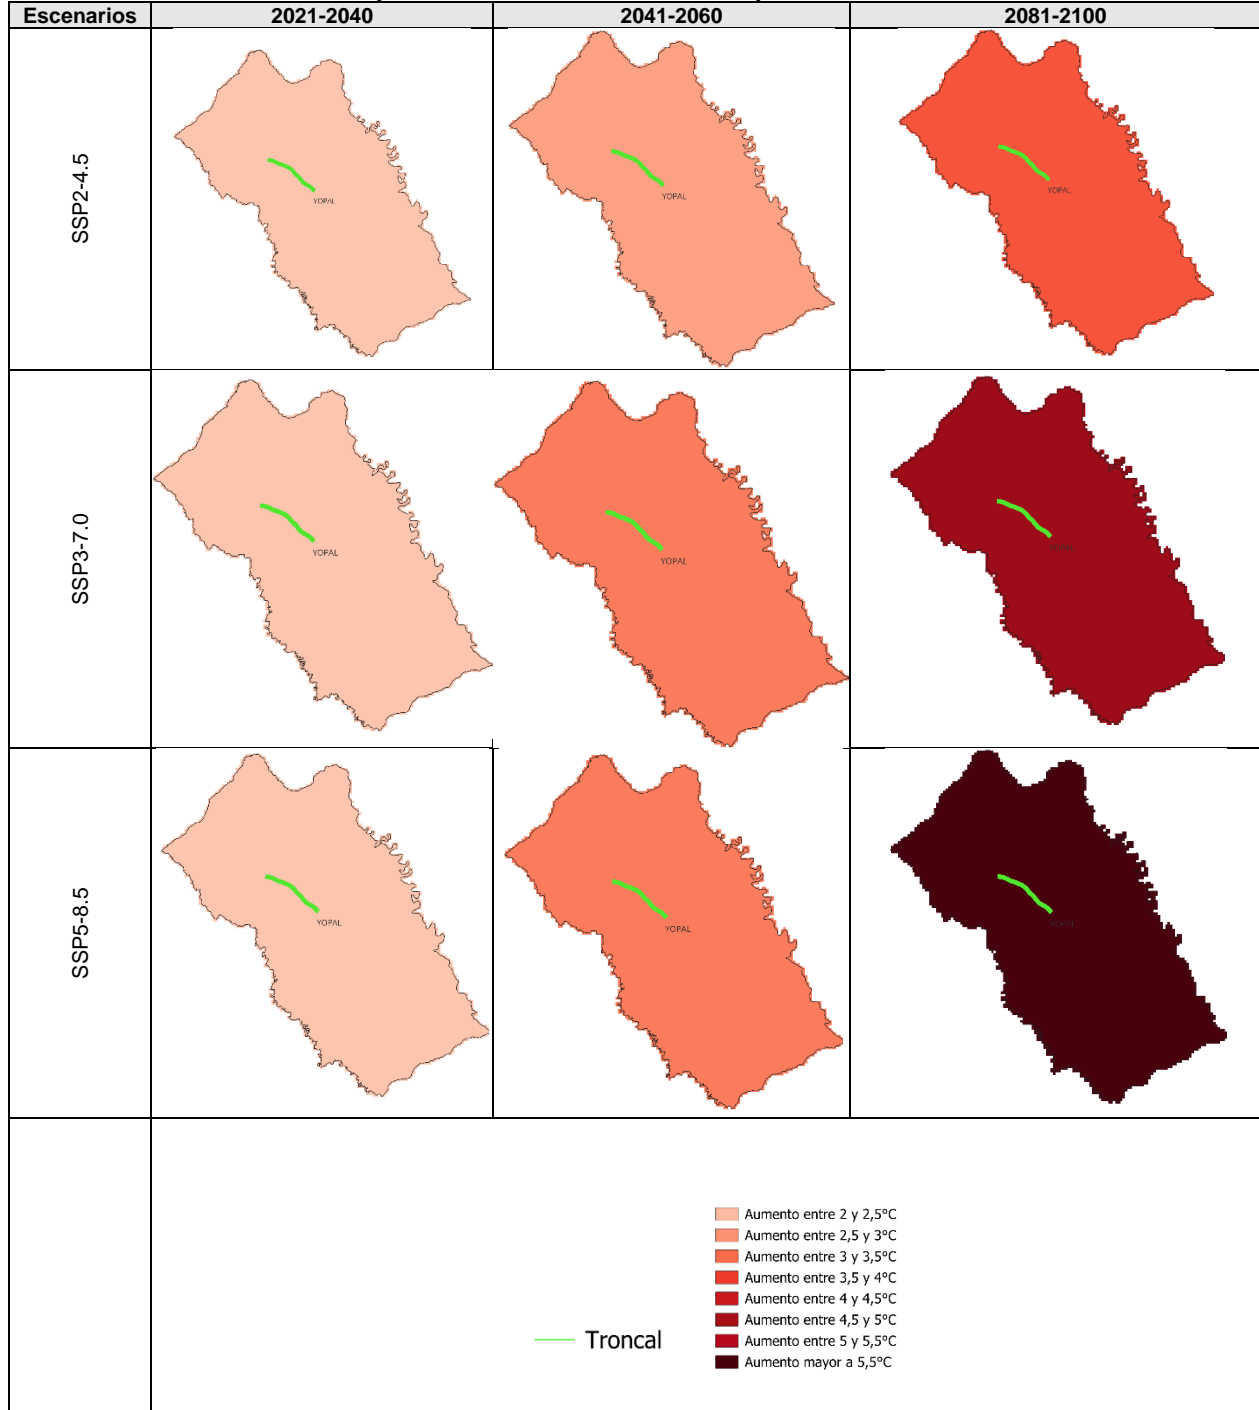 Escenarios 2021-2040 2041-2060 2081-2100
SSP2-4.5
YOPAL
YOPAL
YOPAL
SSP3-7.0
YOPAL
YOPAL
YOPAL
SSP5-8.5
YOPAL
YOPAL
YOPAL
Troncal
Aumento entre 2 y 2,5°C
Aumento entre 2,5 y 3°C
Aumento entre 3 y 3,5°C
Aumento entre 3,5 y 4°C
Aumento entre 4 y 4,5°C
Aumento entre 4,5 y 5°C
Aumento entre 5 y 5,5°C
Aumento mayor a 5,5°C